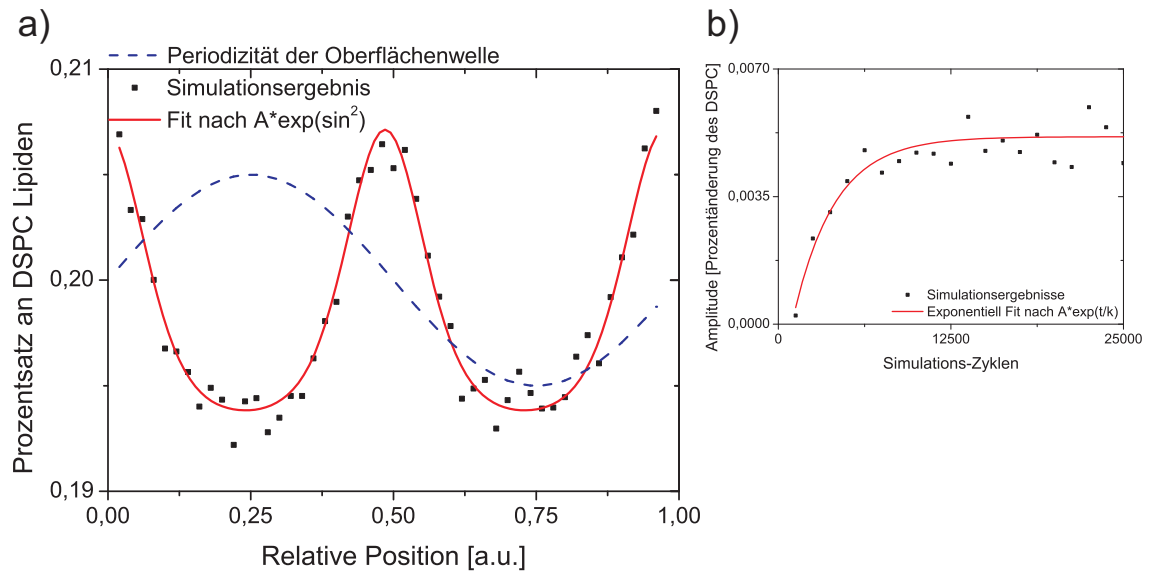 a)
Periodizität der Oberflächenwelle
Simulationsergebnis
Fit nach A*exp(sin²)
0,21
0,20
0,19
Prozentsatz an DSPC Lipiden
0,00
0,25
0,50
0,75
1,00
Relative Position [a.u.]
b)
0,0070
0,0035
0,0000
Amplitude [Prozentänderung des DSPC]
Simulationsergebnisse
Exponentiell Fit nach A*exp(t/k)
0
12500
25000
Simulations-Zyklen